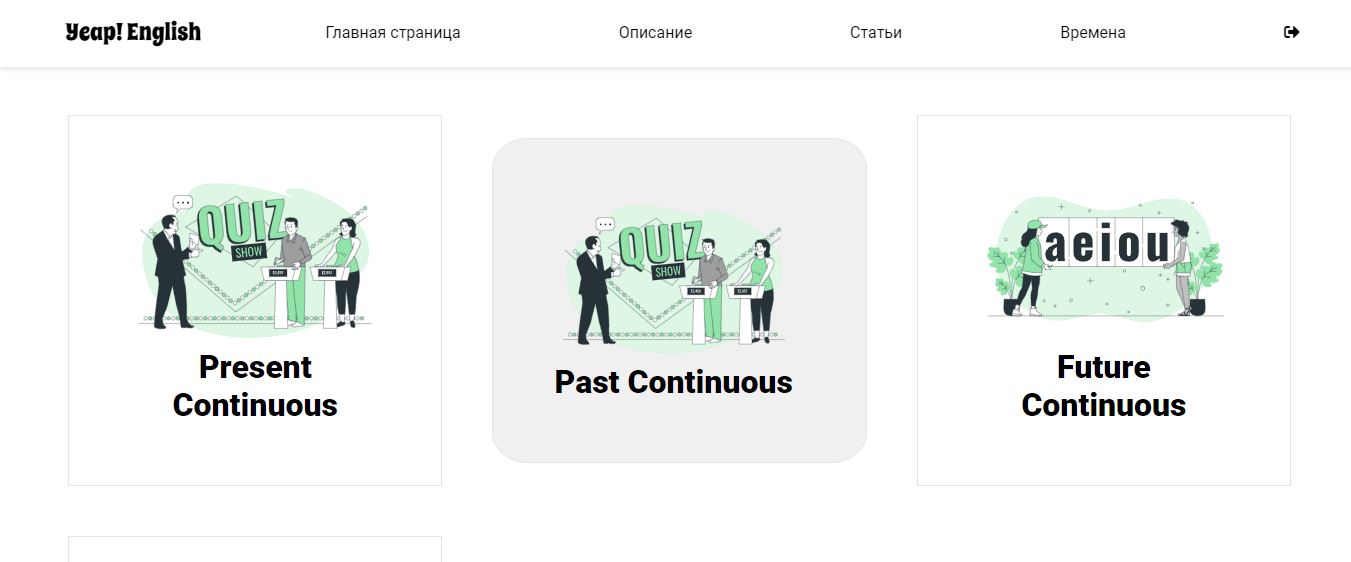 Yeap! English
Главная страница
Описание
Статьи
Времена
QUIZ
SHOW
Present
Continuous
QUIZ
SHOW
Past Continuous
aeiou
Future
Continuous